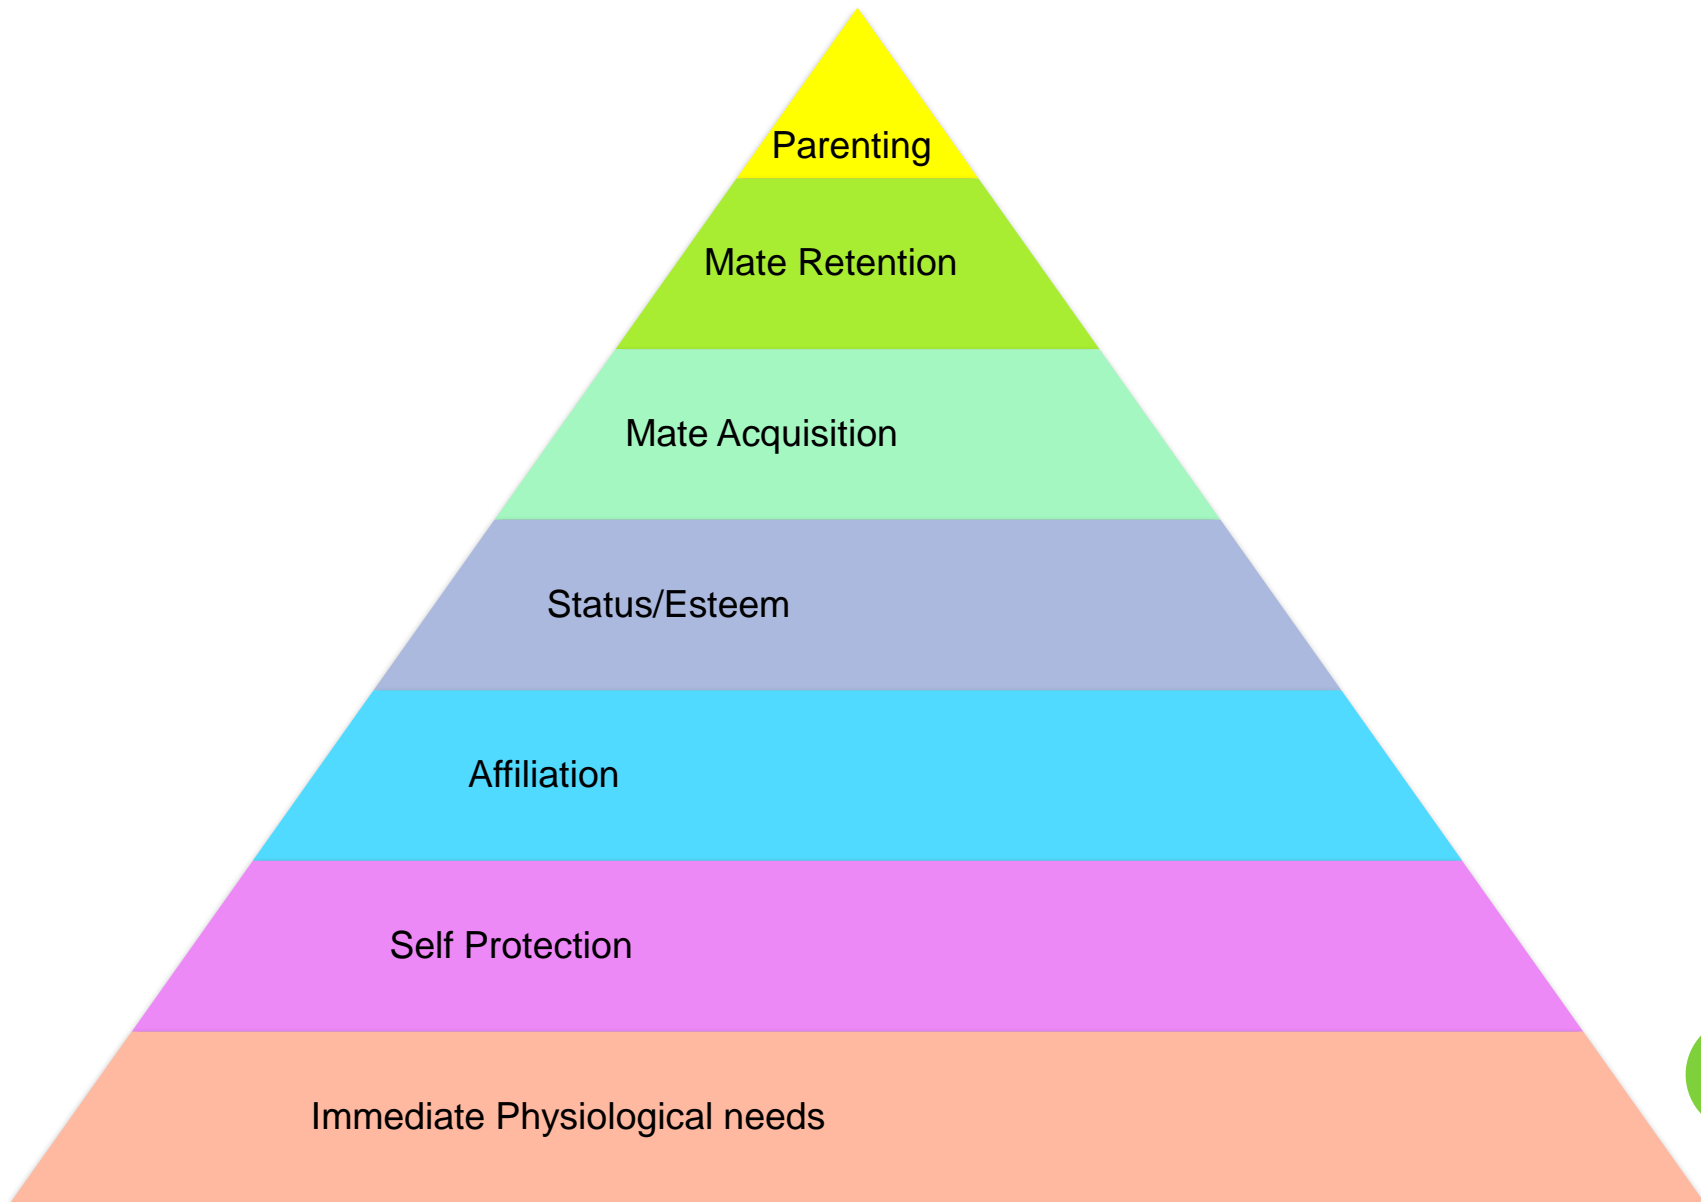 Parenting
Mate Retention
Mate Acquisition
Status/Esteem
Affiliation
Self Protection
Immediate Physiological needs